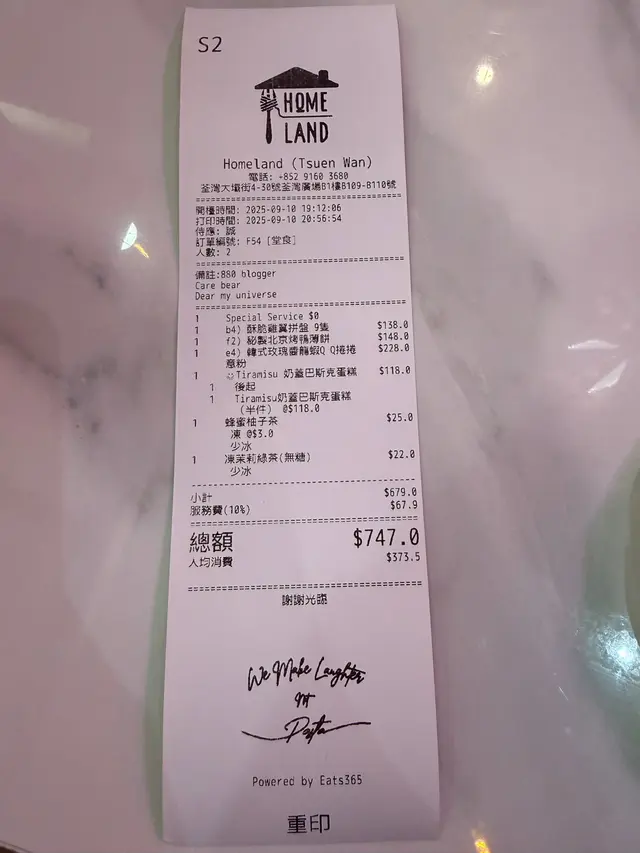 S2
HOME
LAND
Homeland (Tsuen Wan)
電話: +852 9160 3680
荃灣大壩街4-30號荃灣廣場B1樓B109-B110號
開檯時間: 2025-09-10 19:12:06
打印時間: 2025-09-10 20:56:54
侍應: 誠
訂單編號: F54 [堂食]
人數: 2
備註:880 blogger
Care bear
Dear my universe
1 Special Service $0
1 b4) 酥脆雞翼拼盤 9隻 $138.0
1 f2) 秘製北京烤鴨薄餅 $148.0
1 e4) 韓式玫瑰醬龍蝦Q Q捲捲 $228.0
意粉
1 ☺Tiramisu 奶蓋巴斯克蛋糕 $118.0
1 後起
1 Tiramisu奶蓋巴斯克蛋糕
(半件) @$118.0
1 蜂蜜柚子茶 $25.0
凍 @$3.0
少冰
1 凍茉莉綠茶(無糖) $22.0
少冰
小計 $679.0
服務費(10%) $67.9
總額 $747.0
人均消費 $373.5
謝謝光臨
We Make Laughter
Not
Pasta
Powered by Eats365
重印